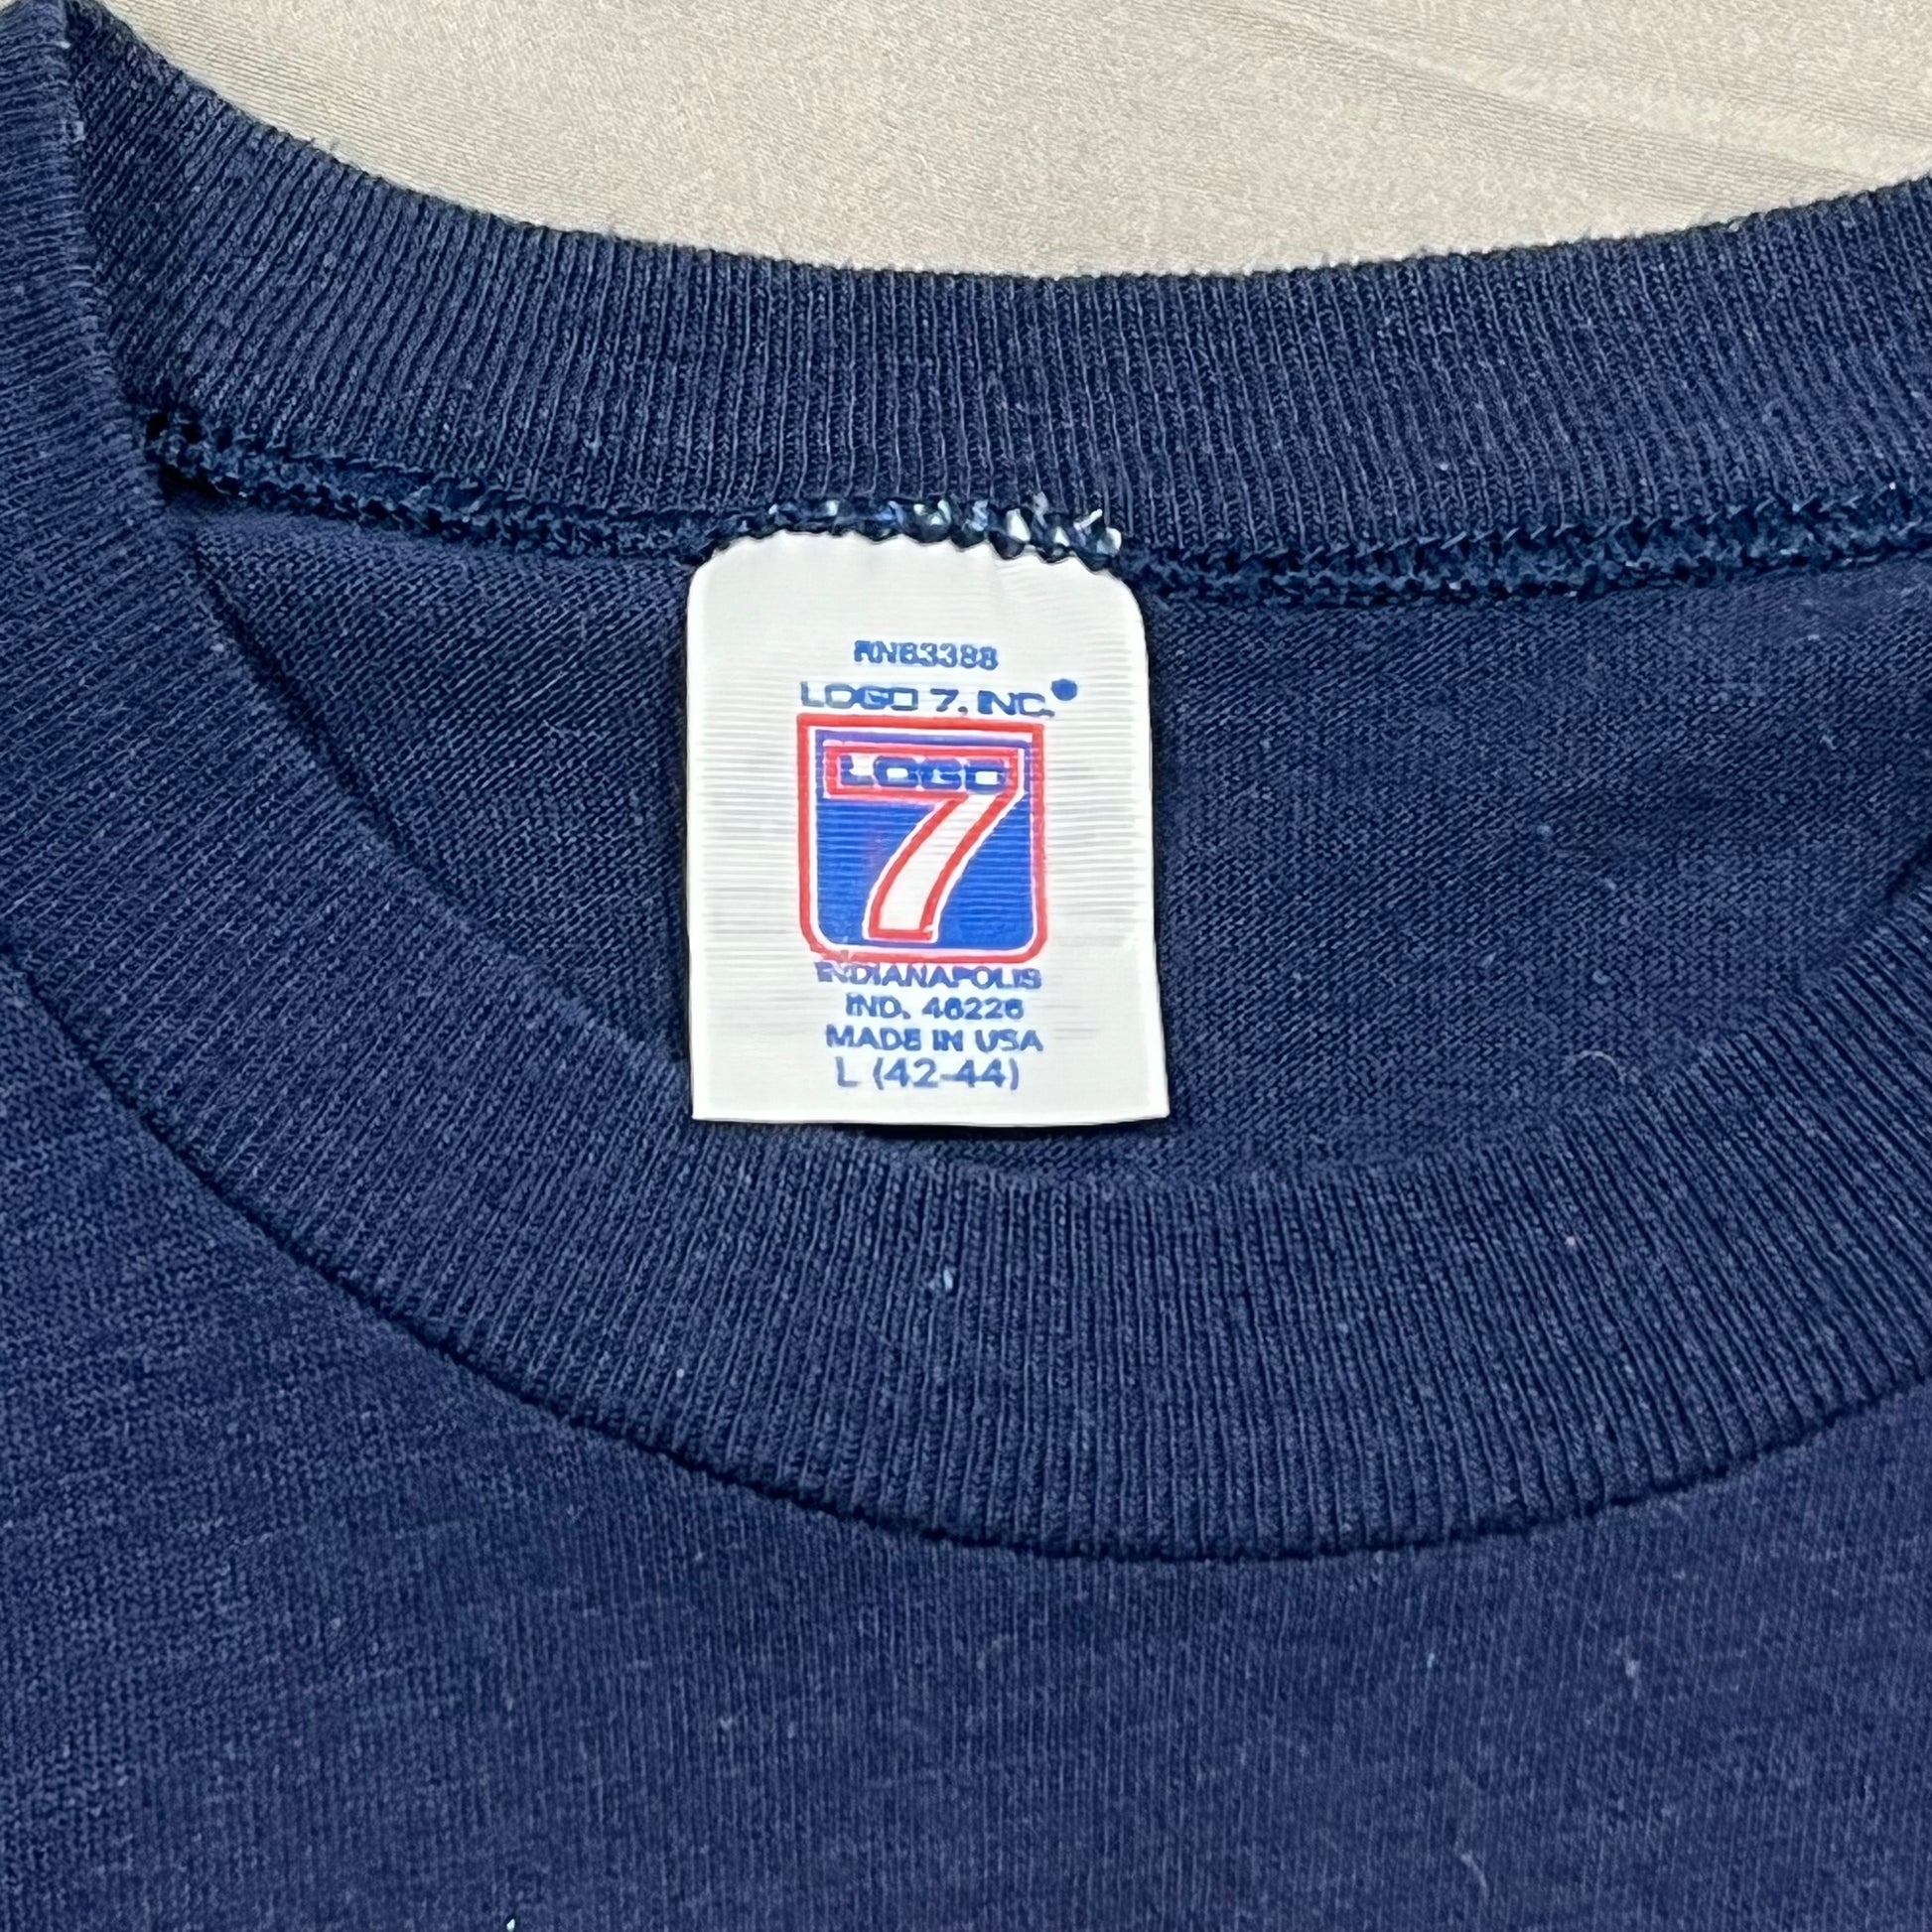 RN63388
LOGO 7, INC.
LOGO
7
INDIANAPOLIS
IND. 46226
MADE IN USA
L (42-44)